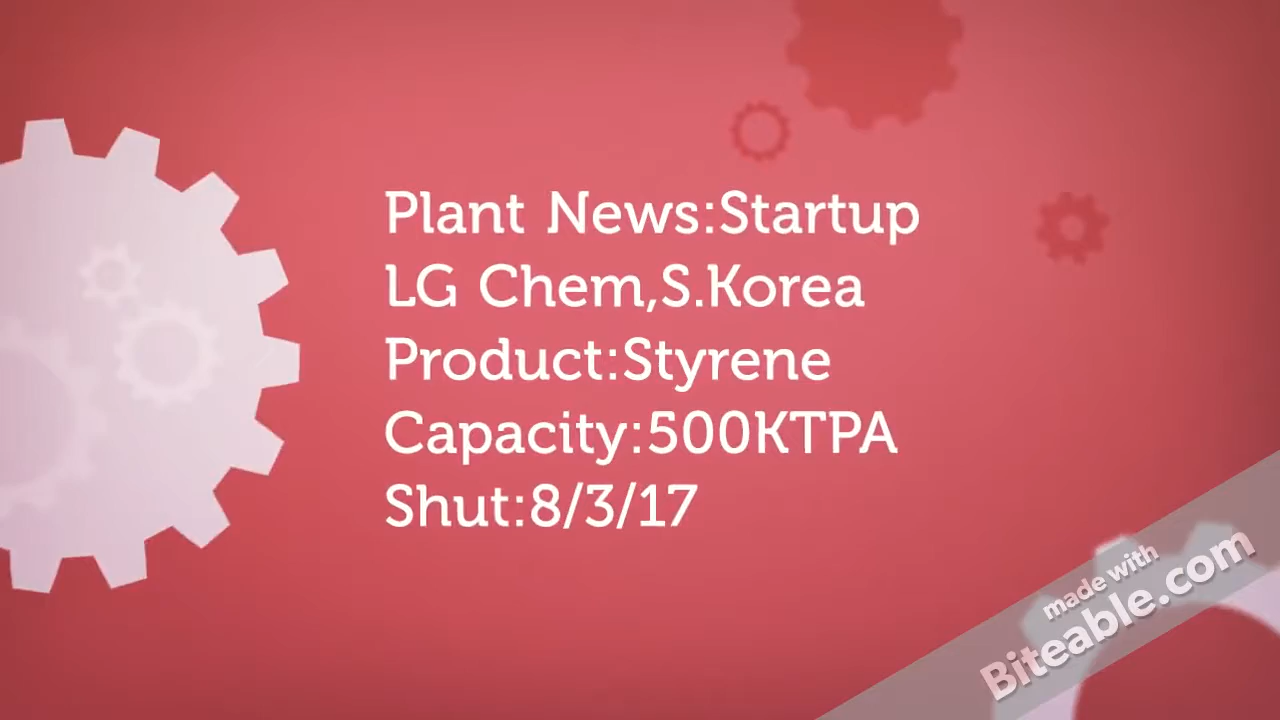 Plant News:Startup
LG Chem,S.Korea
Product:Styrene
Capacity:500KTPA
Shut:8/3/17
made with
Biteable.com